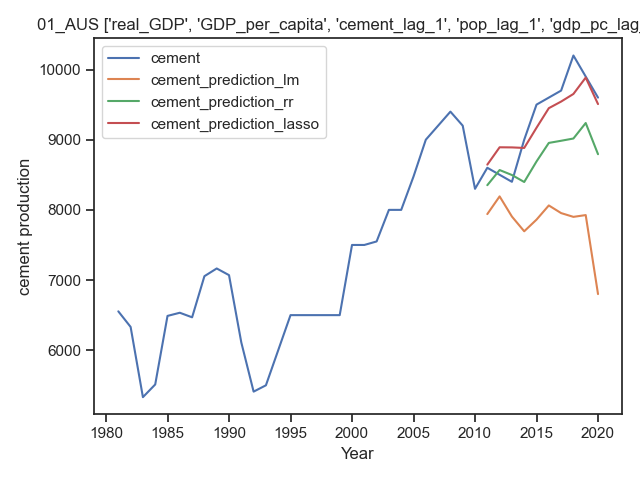 01_AUS ['real_GDP', 'GDP_per_capita', 'cement_lag_1', 'pop_lag_1', 'gdp_pc_lag_
cement
cement_prediction_lm
cement_prediction_rr
cement_prediction_lasso
10000
9000
8000
7000
6000
cement production
1980 1985 1990 1995 2000 2005 2010 2015 2020
Year